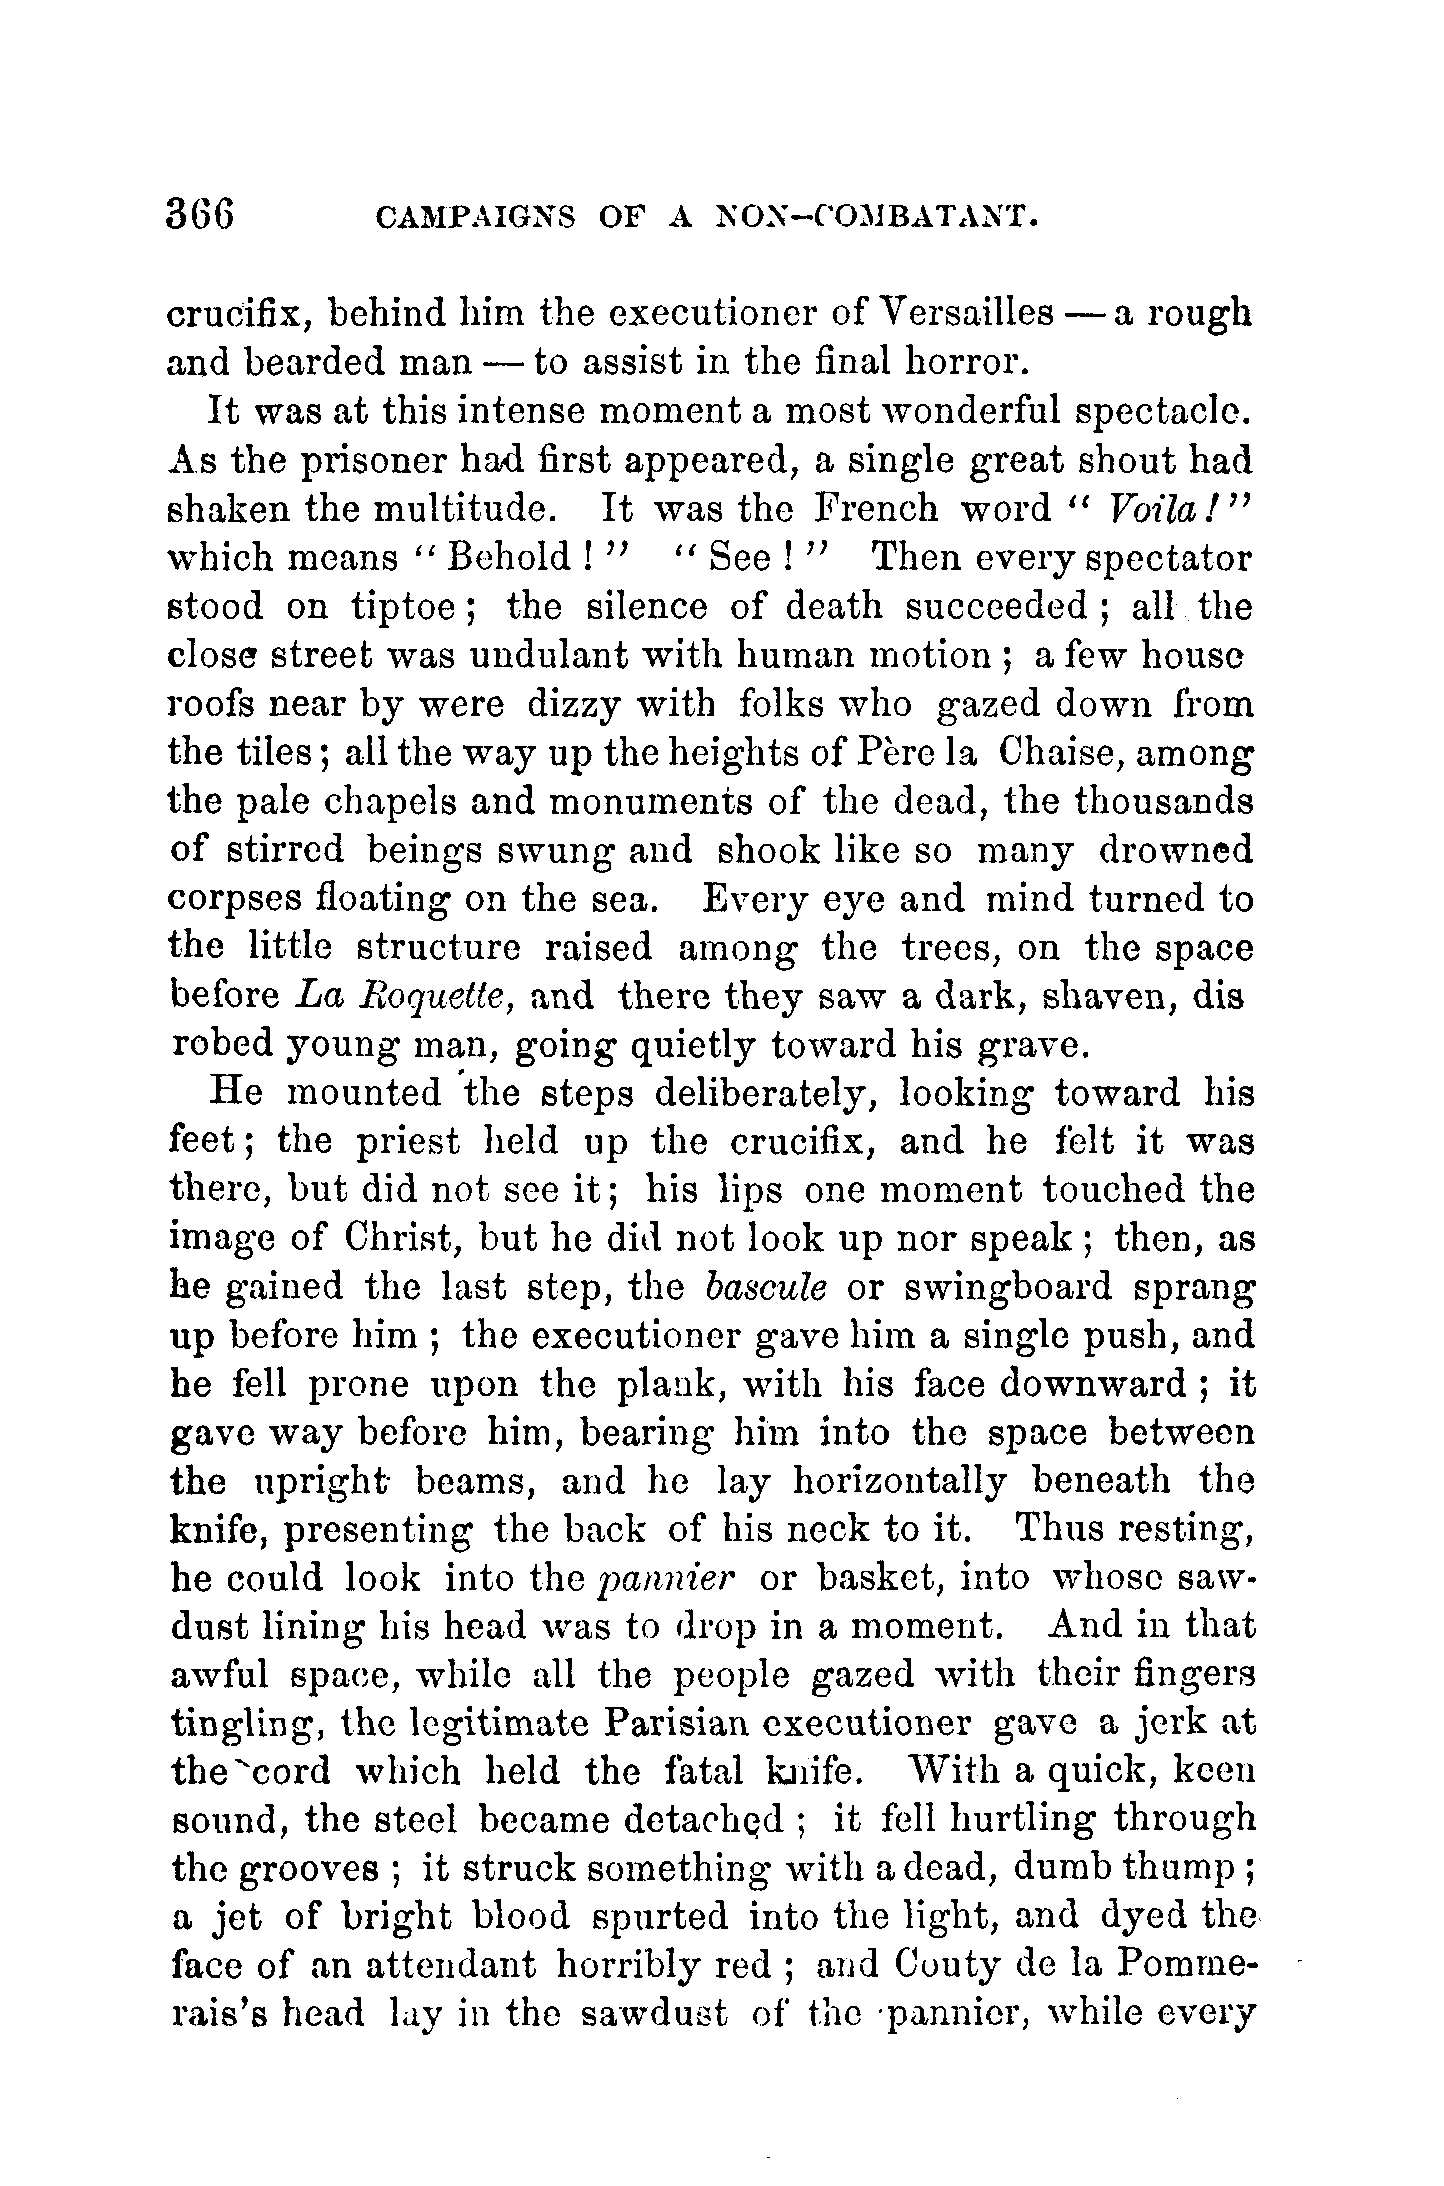 366 CAMPAIGNS OF A NON-COMBATANT.
crucifix, behind him the executioner of Versailles — a rough
and bearded man — to assist in the final horror.
It was at this intense moment a most wonderful spectacle.
As the prisoner had first appeared, a single great shout had
shaken the multitude. It was the French word " Voila!"
which means " Behold ! " " See ! " Then every spectator
stood on tiptoe ; the silence of death succeeded ; all the
close street was undulant with human motion ; a few house
roofs near by were dizzy with folks who gazed down from
the tiles ; all the way up the heights of Père la Chaise, among
the pale chapels and monuments of the dead, the thousands
of stirred beings swung and shook like so many drowned
corpses floating on the sea. Every eye and mind turned to
the little structure raised among the trees, on the space
before La Roquette, and there they saw a dark, shaven, dis
robed young man, going quietly toward his grave.
He mounted the steps deliberately, looking toward his
feet ; the priest held up the crucifix, and he felt it was
there, but did not see it ; his lips one moment touched the
image of Christ, but he did not look up nor speak ; then, as
he gained the last step, the bascule or swingboard sprang
up before him ; the executioner gave him a single push, and
he fell prone upon the plank, with his face downward ; it
gave way before him, bearing him into the space between
the upright beams, and he lay horizontally beneath the
knife, presenting the back of his neck to it. Thus resting,
he could look into the pannier or basket, into whose saw-
dust lining his head was to drop in a moment. And in that
awful space, while all the people gazed with their fingers
tingling, the legitimate Parisian executioner gave a jerk at
the cord which held the fatal knife. With a quick, keen
sound, the steel became detached ; it fell hurtling through
the grooves ; it struck something with a dead, dumb thump ;
a jet of bright blood spurted into the light, and dyed the
face of an attendant horribly red ; and Couty de la Pomme-
rais's head lay in the sawdust of the pannier, while every